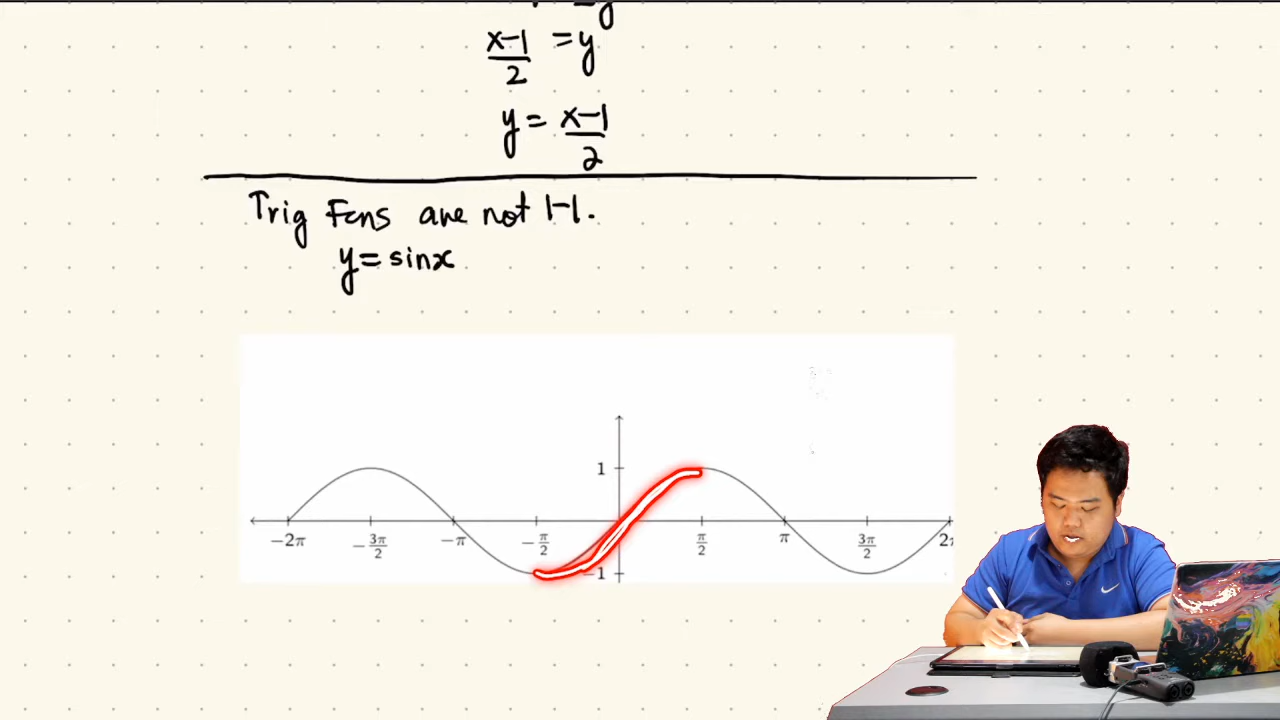 x-1/2 = y
y = x-1/2
Trig Fcns are not 1-1.
y = sinx
1
-2π -3π/2 -π -π/2 π/2 π 3π/2
-1